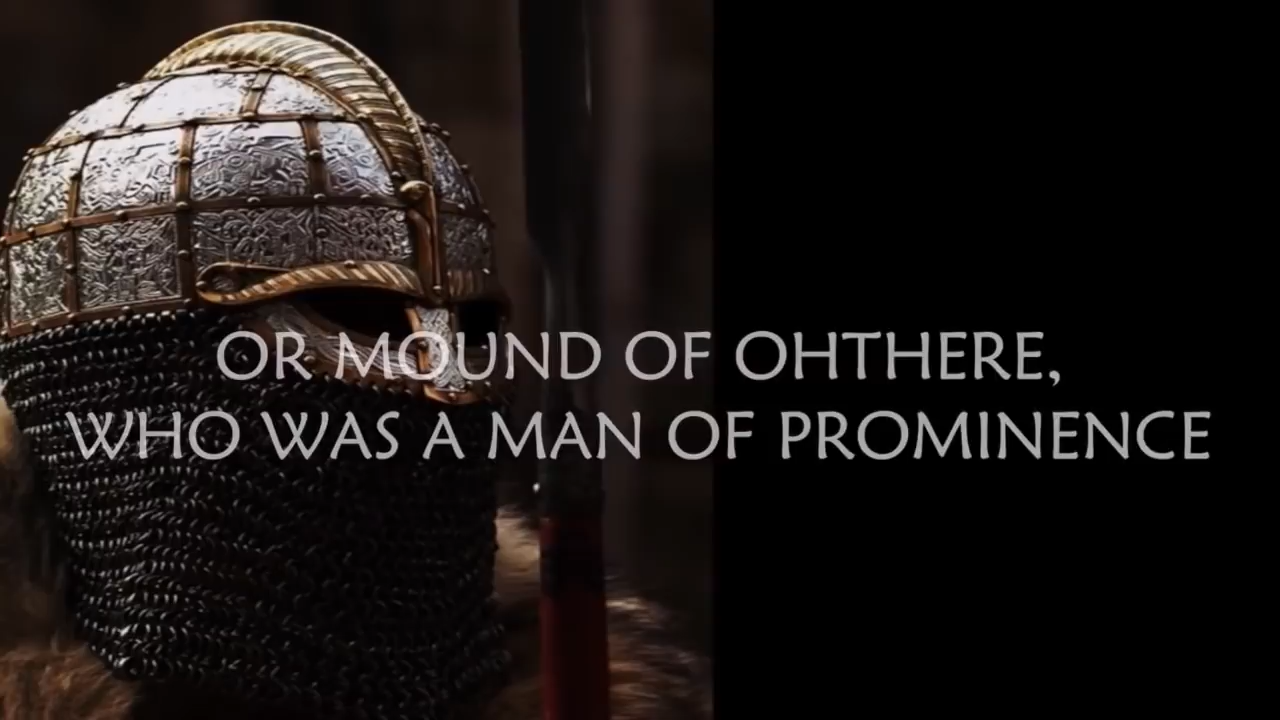 OR MOUND OF OHTHERE,
WHO WAS A MAN OF PROMINENCE